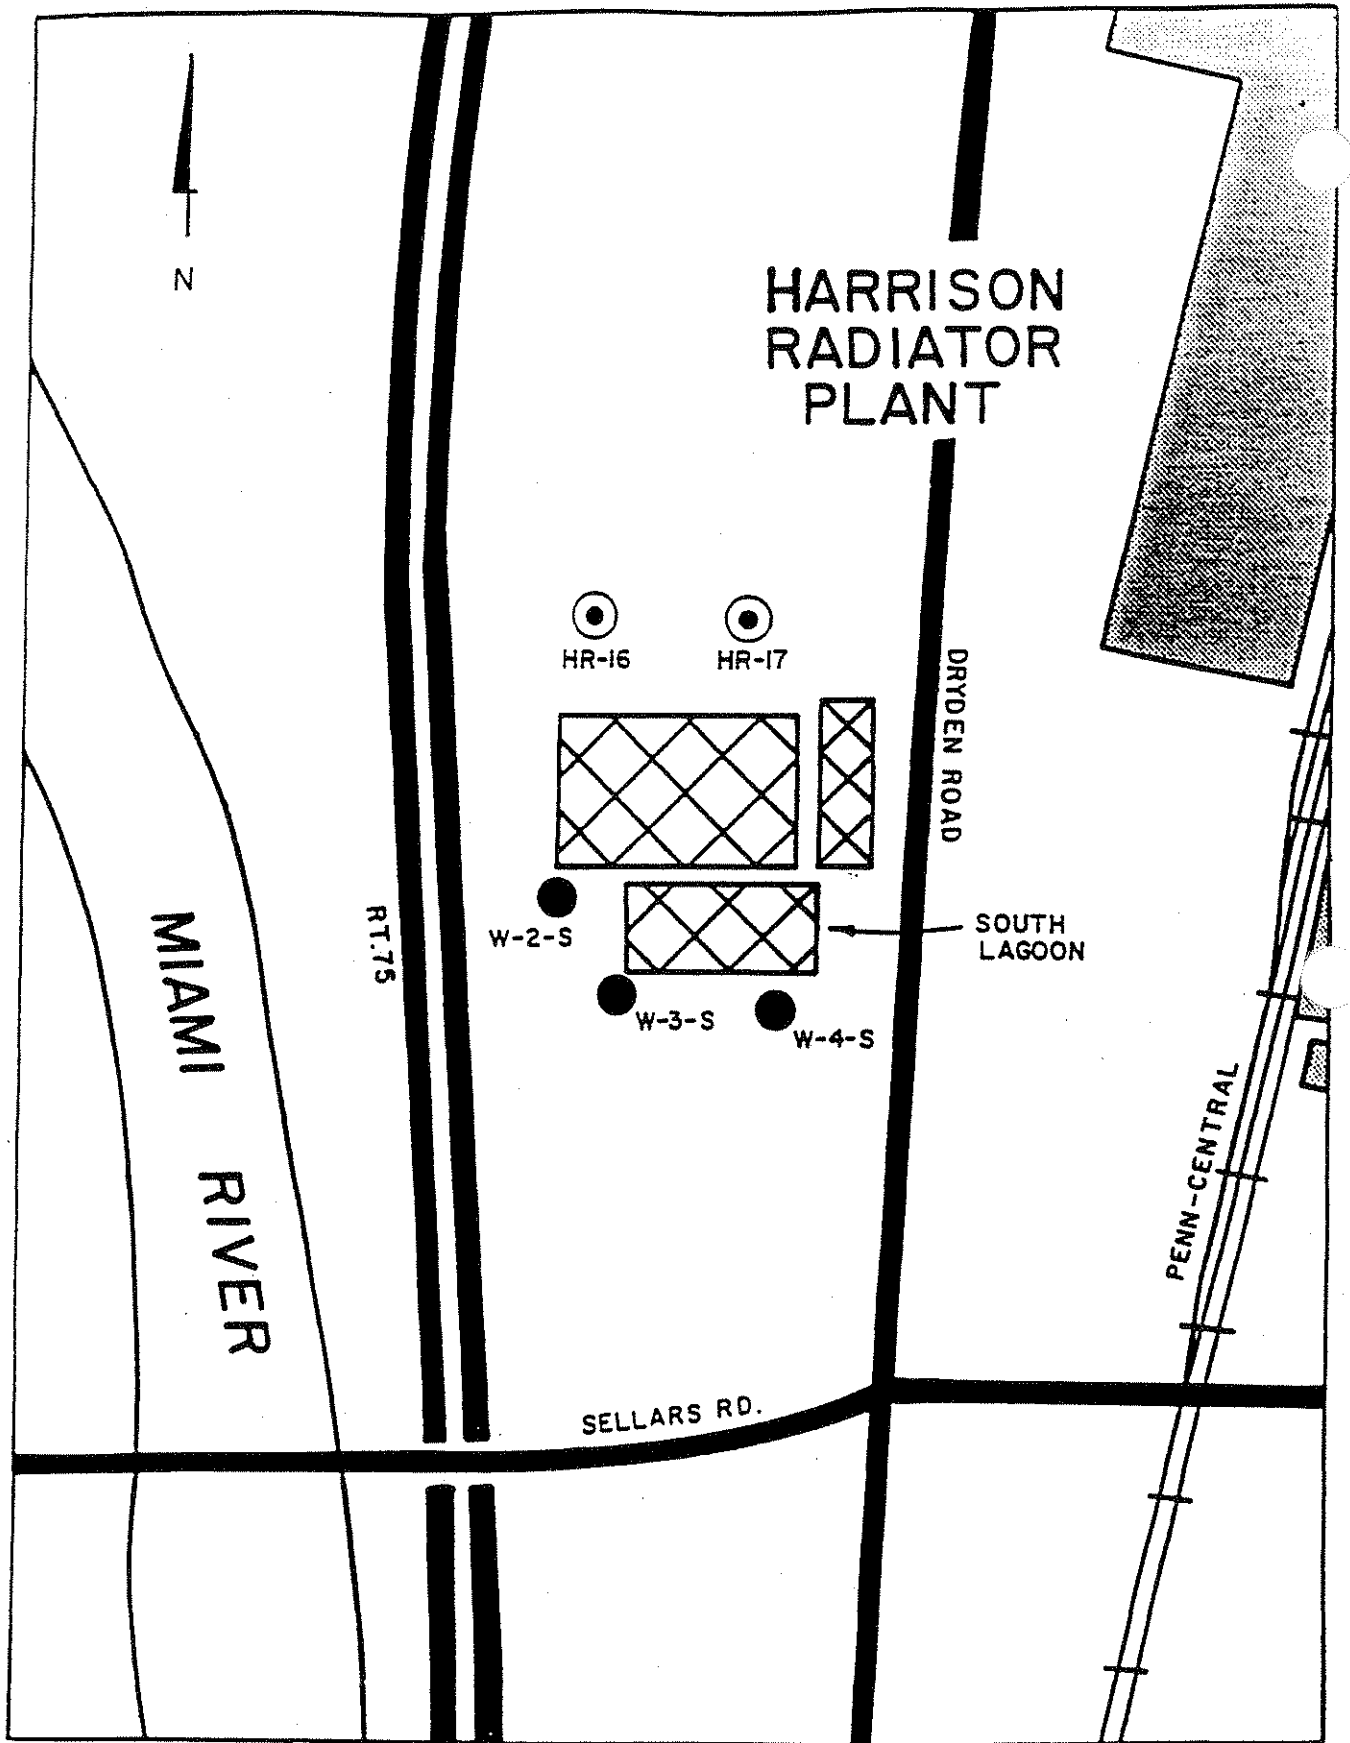 N
HARRISON
RADIATOR
PLANT
HR-16
HR-17
DRYDEN ROAD
RT.75
W-2-S
SOUTH
LAGOON
W-3-S
W-4-S
MIAMI RIVER
PENN-CENTRAL
SELLARS RD.